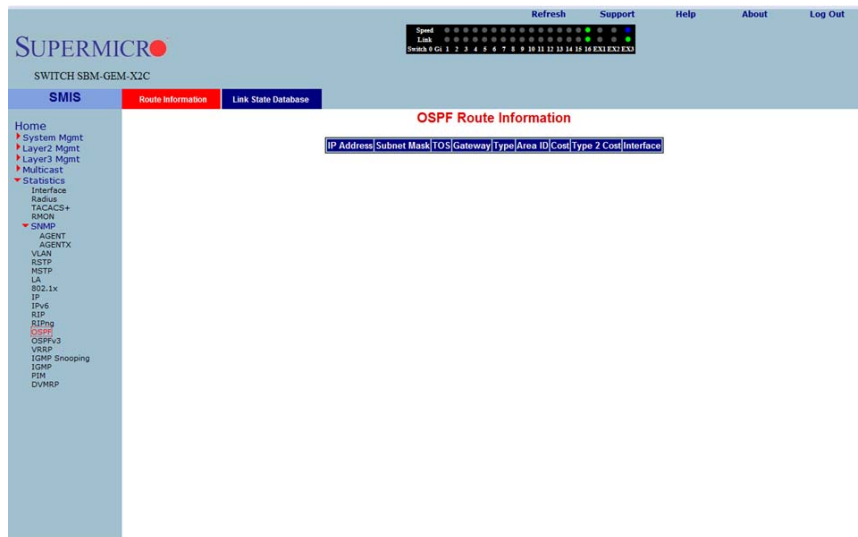 Refresh Support Help About Log Out
Speed
Link
Switch 0 Gi 1 2 3 4 5 6 7 8 9 10 11 12 13 14 15 16 EX1 EX2 EX3
SUPERMICRO
SWITCH SBM-GEM-X2C
SMIS
Route Information Link State Database
OSPF Route Information
IP Address Subnet Mask TOS Gateway Type Area ID Cost Type 2 Cost Interface
Home
System Mgmt
Layer2 Mgmt
Layer3 Mgmt
Multicast
Statistics
Interface
Radius
TACACS+
RMON
SNMP
AGENT
AGENTX
VLAN
RSTP
MSTP
LA
802.1x
IP
IPv6
RIP
RIPng
OSPF
OSPFv3
VRRP
IGMP Snooping
IGMP
PIM
DVMRP